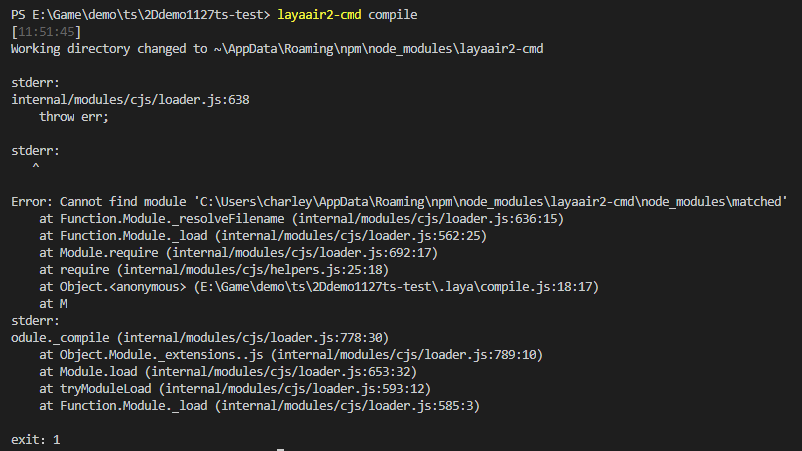 PS E:\Game\demo\ts\2Ddemo1127ts-test> layaair2-cmd compile
[11:51:45]
Working directory changed to ~\AppData\Roaming\npm\node_modules\layaair2-cmd
stderr:
internal/modules/cjs/loader.js:638
throw err;
stderr:
^
Error: Cannot find module 'C:\Users\charley\AppData\Roaming\npm\node_modules\layaair2-cmd\node_modules\matched'
at Function.Module._resolveFilename (internal/modules/cjs/loader.js:636:15)
at Function.Module._load (internal/modules/cjs/loader.js:562:25)
at Module.require (internal/modules/cjs/loader.js:692:17)
at require (internal/modules/cjs/helpers.js:25:18)
at Object.<anonymous> (E:\Game\demo\ts\2Ddemo1127ts-test\.laya\compile.js:18:17)
at M
stderr:
odule._compile (internal/modules/cjs/loader.js:778:30)
at Object.Module._extensions..js (internal/modules/cjs/loader.js:789:10)
at Module.load (internal/modules/cjs/loader.js:653:32)
at tryModuleLoad (internal/modules/cjs/loader.js:593:12)
at Function.Module._load (internal/modules/cjs/loader.js:585:3)
exit: 1